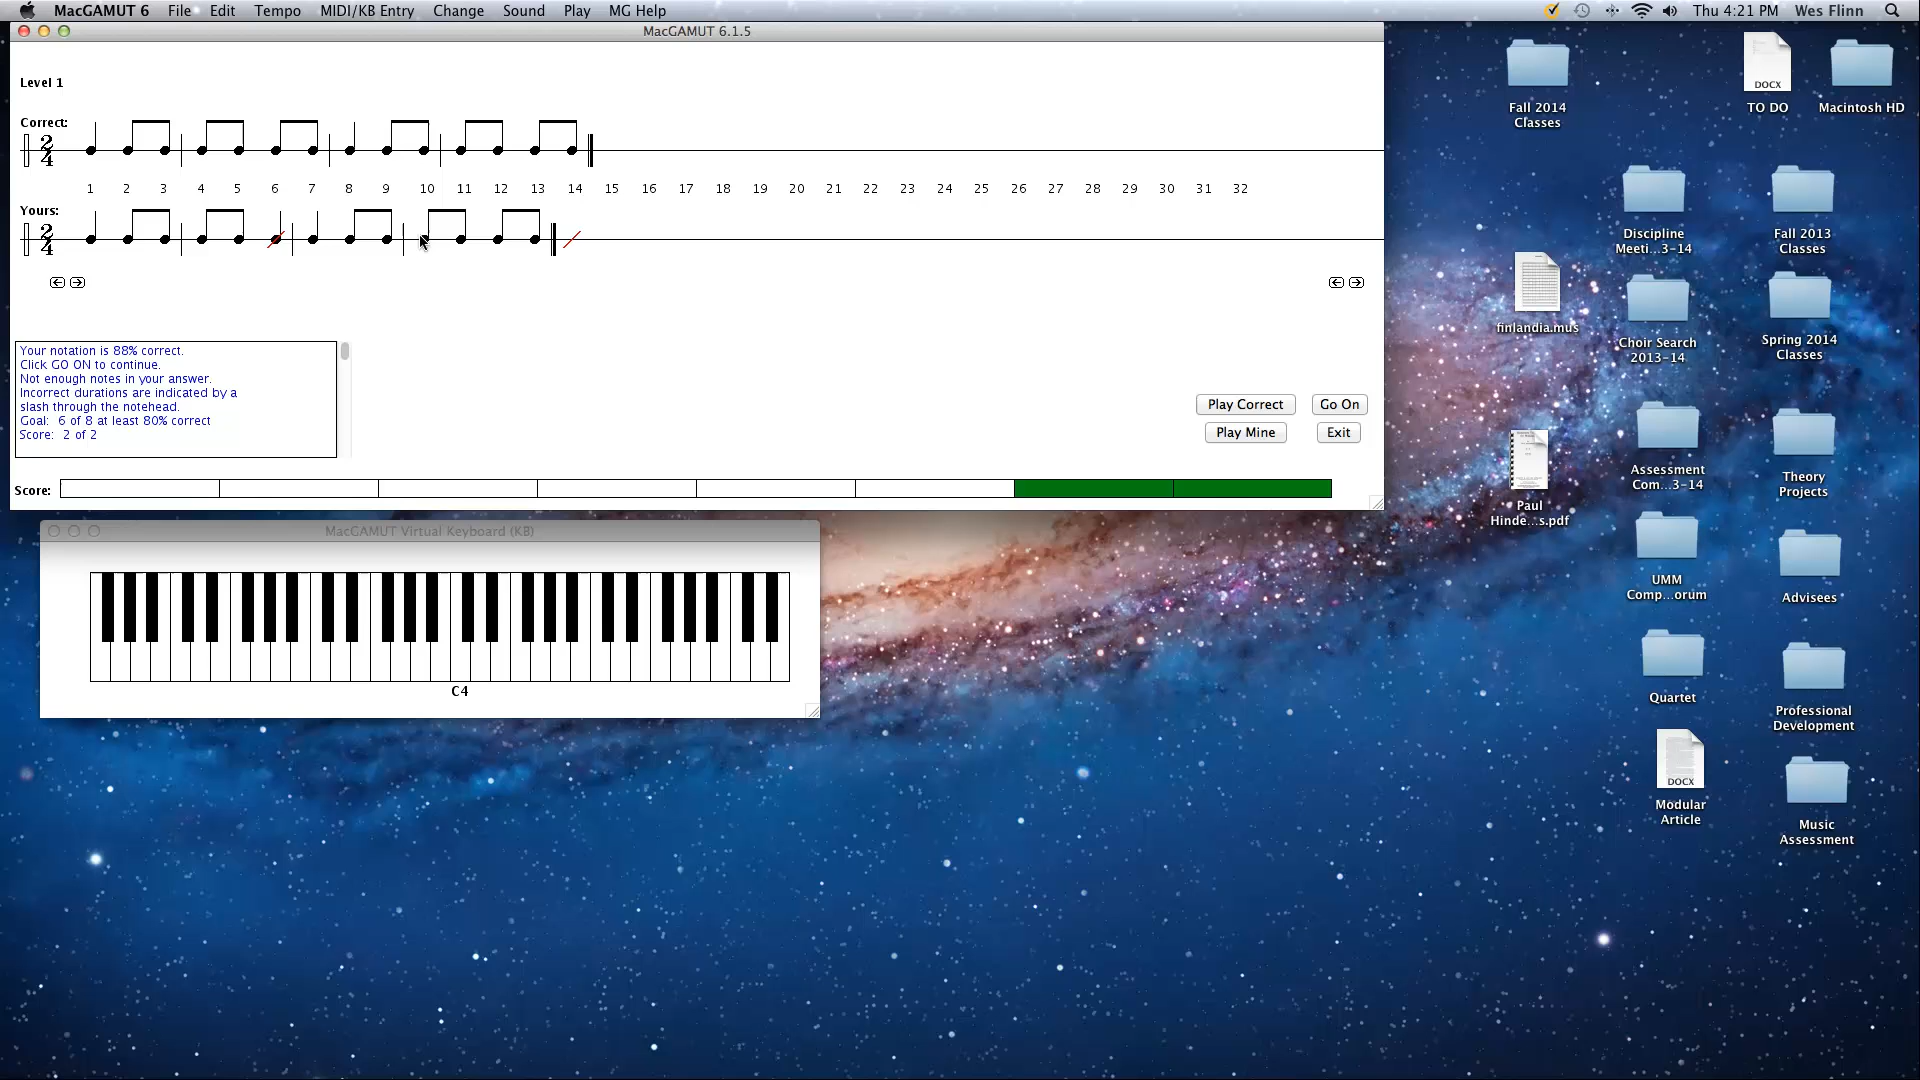 MacGAMUT 6 File Edit Tempo MIDI/KB Entry Change Sound Play MG Help Thu 4:21 PM Wes Flinn
MacGAMUT 6.1.5
Level 1
Correct:
2
4
1 2 3 4 5 6 7 8 9 10 11 12 13 14 15 16 17 18 19 20 21 22 23 24 25 26 27 28 29 30 31 32
Yours:
2
4
Your notation is 88% correct.
Click GO ON to continue.
Not enough notes in your answer.
Incorrect durations are indicated by a
slash through the notehead.
Goal: 6 of 8 at least 80% correct
Score: 2 of 2
Play Correct Go On
Play Mine Exit
Score:
MacGAMUT Virtual Keyboard (KB)
C4
Fall 2014
Classes
DOCX
TO DO
Macintosh HD
Discipline
Meeti...3-14
Fall 2013
Classes
finlandia.mus
Choir Search
2013-14
Spring 2014
Classes
Paul
Hinde...s.pdf
Assessment
Com...3-14
Theory
Projects
UMM
Comp...orum
Advisees
Quartet
Professional
Development
DOCX
Modular
Article
Music
Assessment